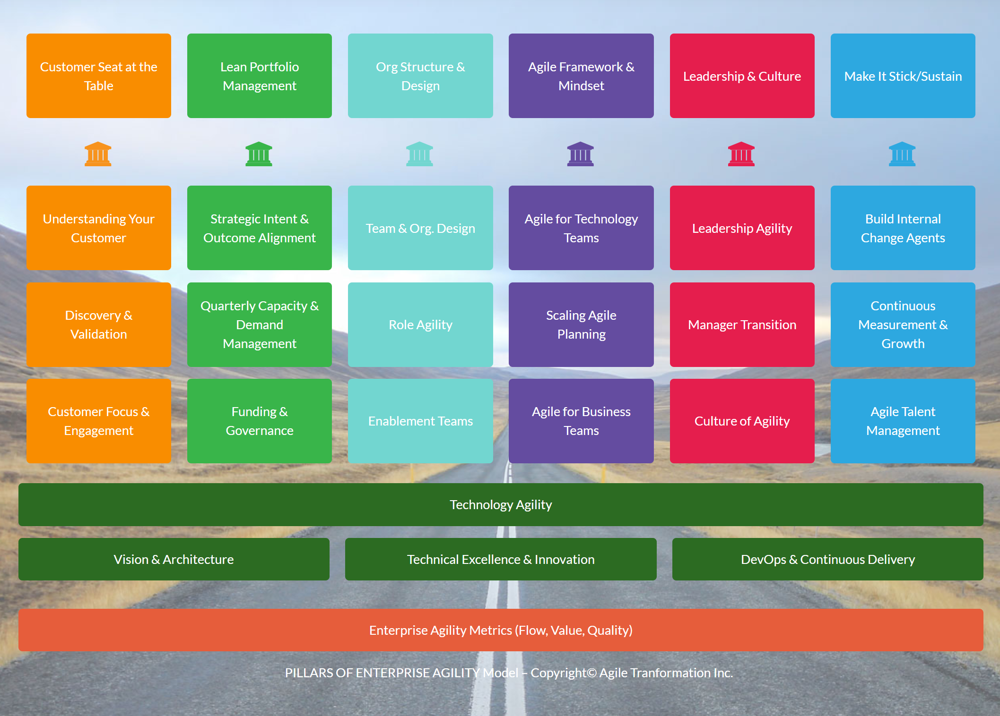 Customer Seat at the
Table
Lean Portfolio
Management
Org Structure &
Design
Agile Framework &
Mindset
Leadership & Culture
Make It Stick/Sustain
Understanding Your
Customer
Strategic Intent &
Outcome Alignment
Team & Org. Design
Agile for Technology
Teams
Leadership Agility
Build Internal
Change Agents
Discovery &
Validation
Quarterly Capacity &
Demand
Management
Role Agility
Scaling Agile
Planning
Manager Transition
Continuous
Measurement &
Growth
Customer Focus &
Engagement
Funding &
Governance
Enablement Teams
Agile for Business
Teams
Culture of Agility
Agile Talent
Management
Technology Agility
Vision & Architecture
Technical Excellence & Innovation
DevOps & Continuous Delivery
Enterprise Agility Metrics (Flow, Value, Quality)
PILLARS OF ENTERPRISE AGILITY Model – Copyright© Agile Tranformation Inc.